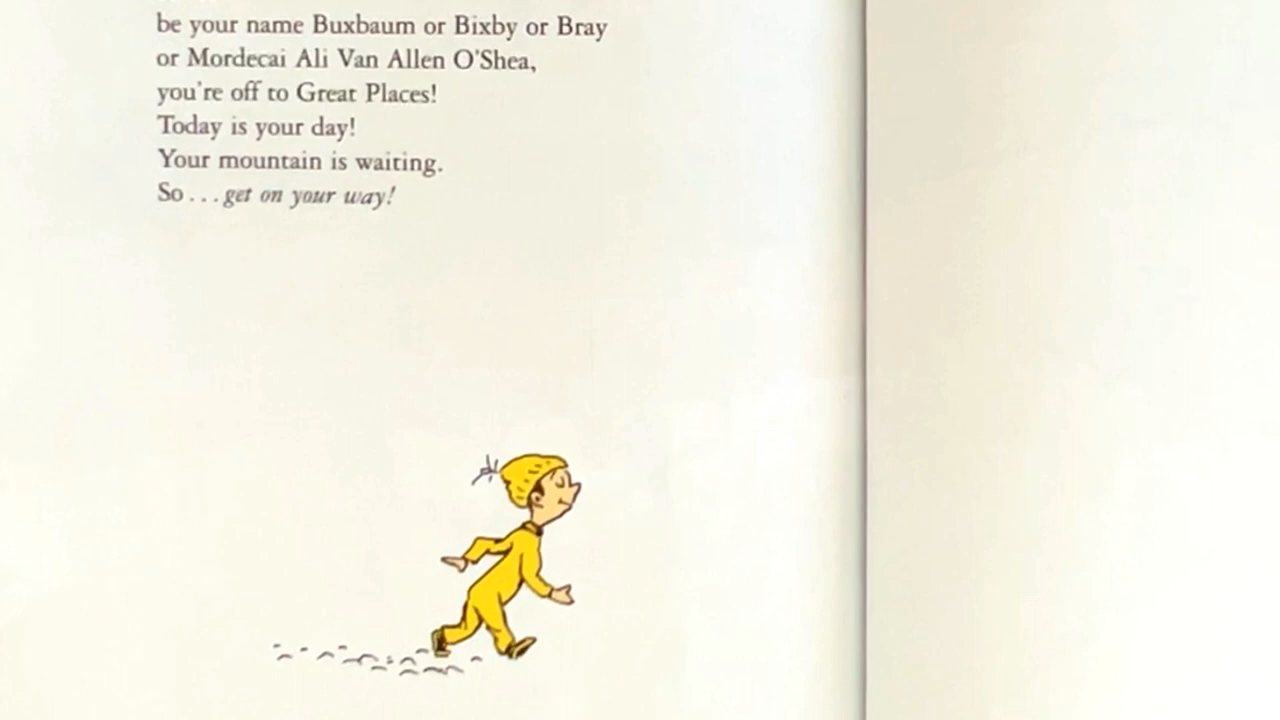 be your name Buxbaum or Bixby or Bray
or Mordecai Ali Van Allen O'Shea,
you're off to Great Places!
Today is your day!
Your mountain is waiting.
So...get on your way!